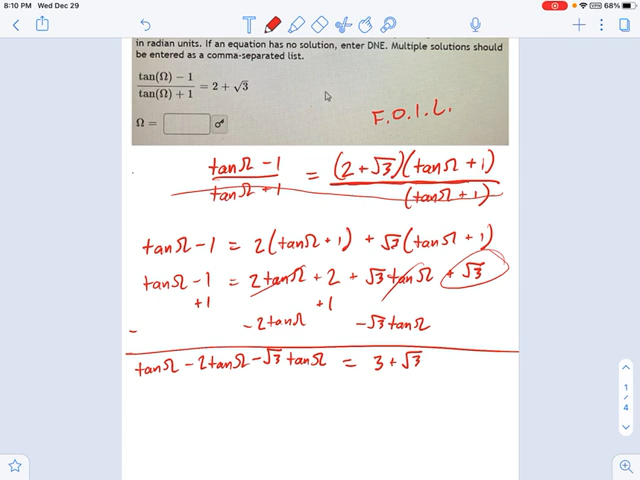 8:10 PM Wed Dec 29
68%
in radian units. If an equation has no solution, enter DNE. Multiple solutions should
be entered as a comma-separated list.
tan(Ω) − 1
tan(Ω) + 1
= 2 + √3
Ω =
F.O.I.L.
tanΩ − 1 = (2 + √3)(tanΩ + 1)
tanΩ + 1 (tanΩ + 1)
tanΩ − 1 = 2(tanΩ + 1) + √3(tanΩ + 1)
tanΩ − 1 = 2tanΩ + 2 + √3 tanΩ + √3
+1 +1
− −2tanΩ −√3 tanΩ
tanΩ − 2tanΩ − √3 tanΩ = 3 + √3
1
/
4